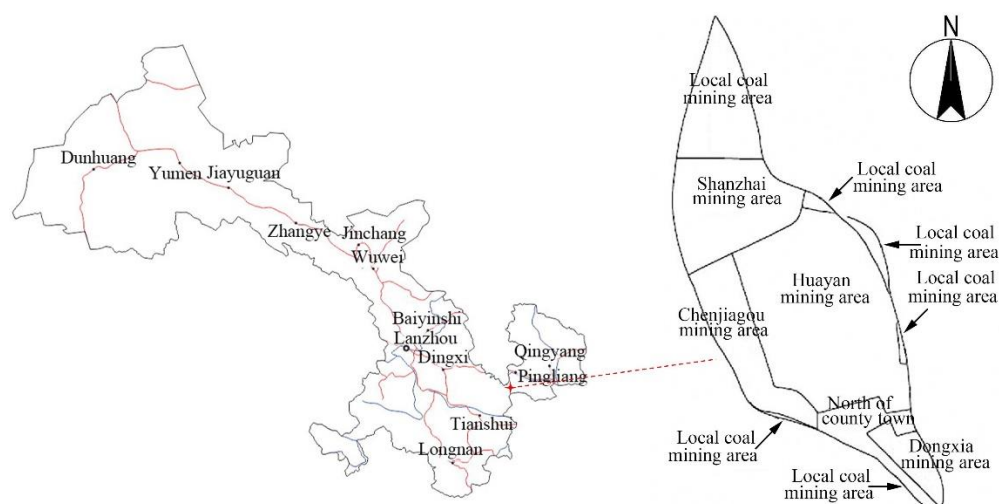 Dunhuang
Yumen
Jiayuguan
Zhangye
Jinchang
Wuwei
Baiyinshi
Lanzhou
Dingxi
Qingyang
Pingliang
Tianshui
Longnan
N
Local coal
mining area
Shanzhai
mining area
Local coal
mining area
Local coal
mining area
Huayan
mining area
Local coal
mining area
Chenjiagou
mining area
North of
county town
Dongxia
mining area
Local coal
mining area
Local coal
mining area